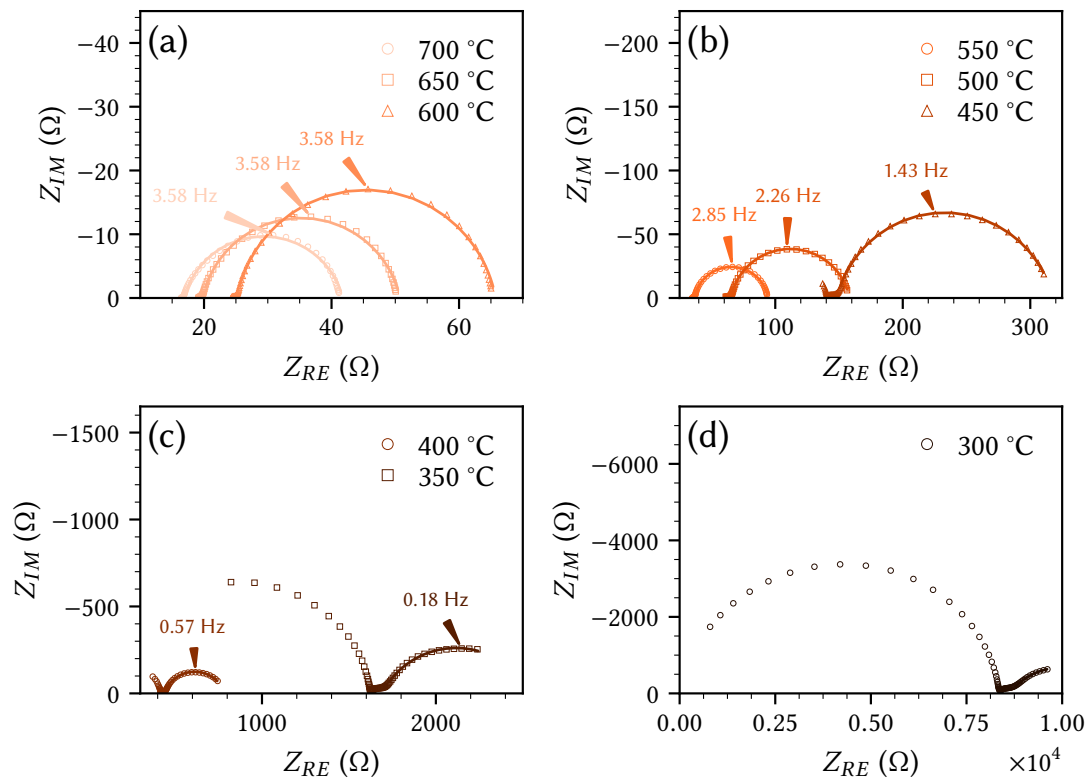 (a)
700 °C
650 °C
600 °C
3.58 Hz
3.58 Hz
3.58 Hz
−40
−30
−20
−10
0
20
40
60
Z_IM (Ω)
Z_RE (Ω)
(b)
550 °C
500 °C
450 °C
1.43 Hz
2.26 Hz
2.85 Hz
−200
−150
−100
−50
0
100
200
300
Z_IM (Ω)
Z_RE (Ω)
(c)
400 °C
350 °C
0.57 Hz
0.18 Hz
−1500
−1000
−500
0
1000
2000
Z_IM (Ω)
Z_RE (Ω)
(d)
300 °C
−6000
−4000
−2000
0
0.00
0.25
0.50
0.75
1.00
×10⁴
Z_IM (Ω)
Z_RE (Ω)